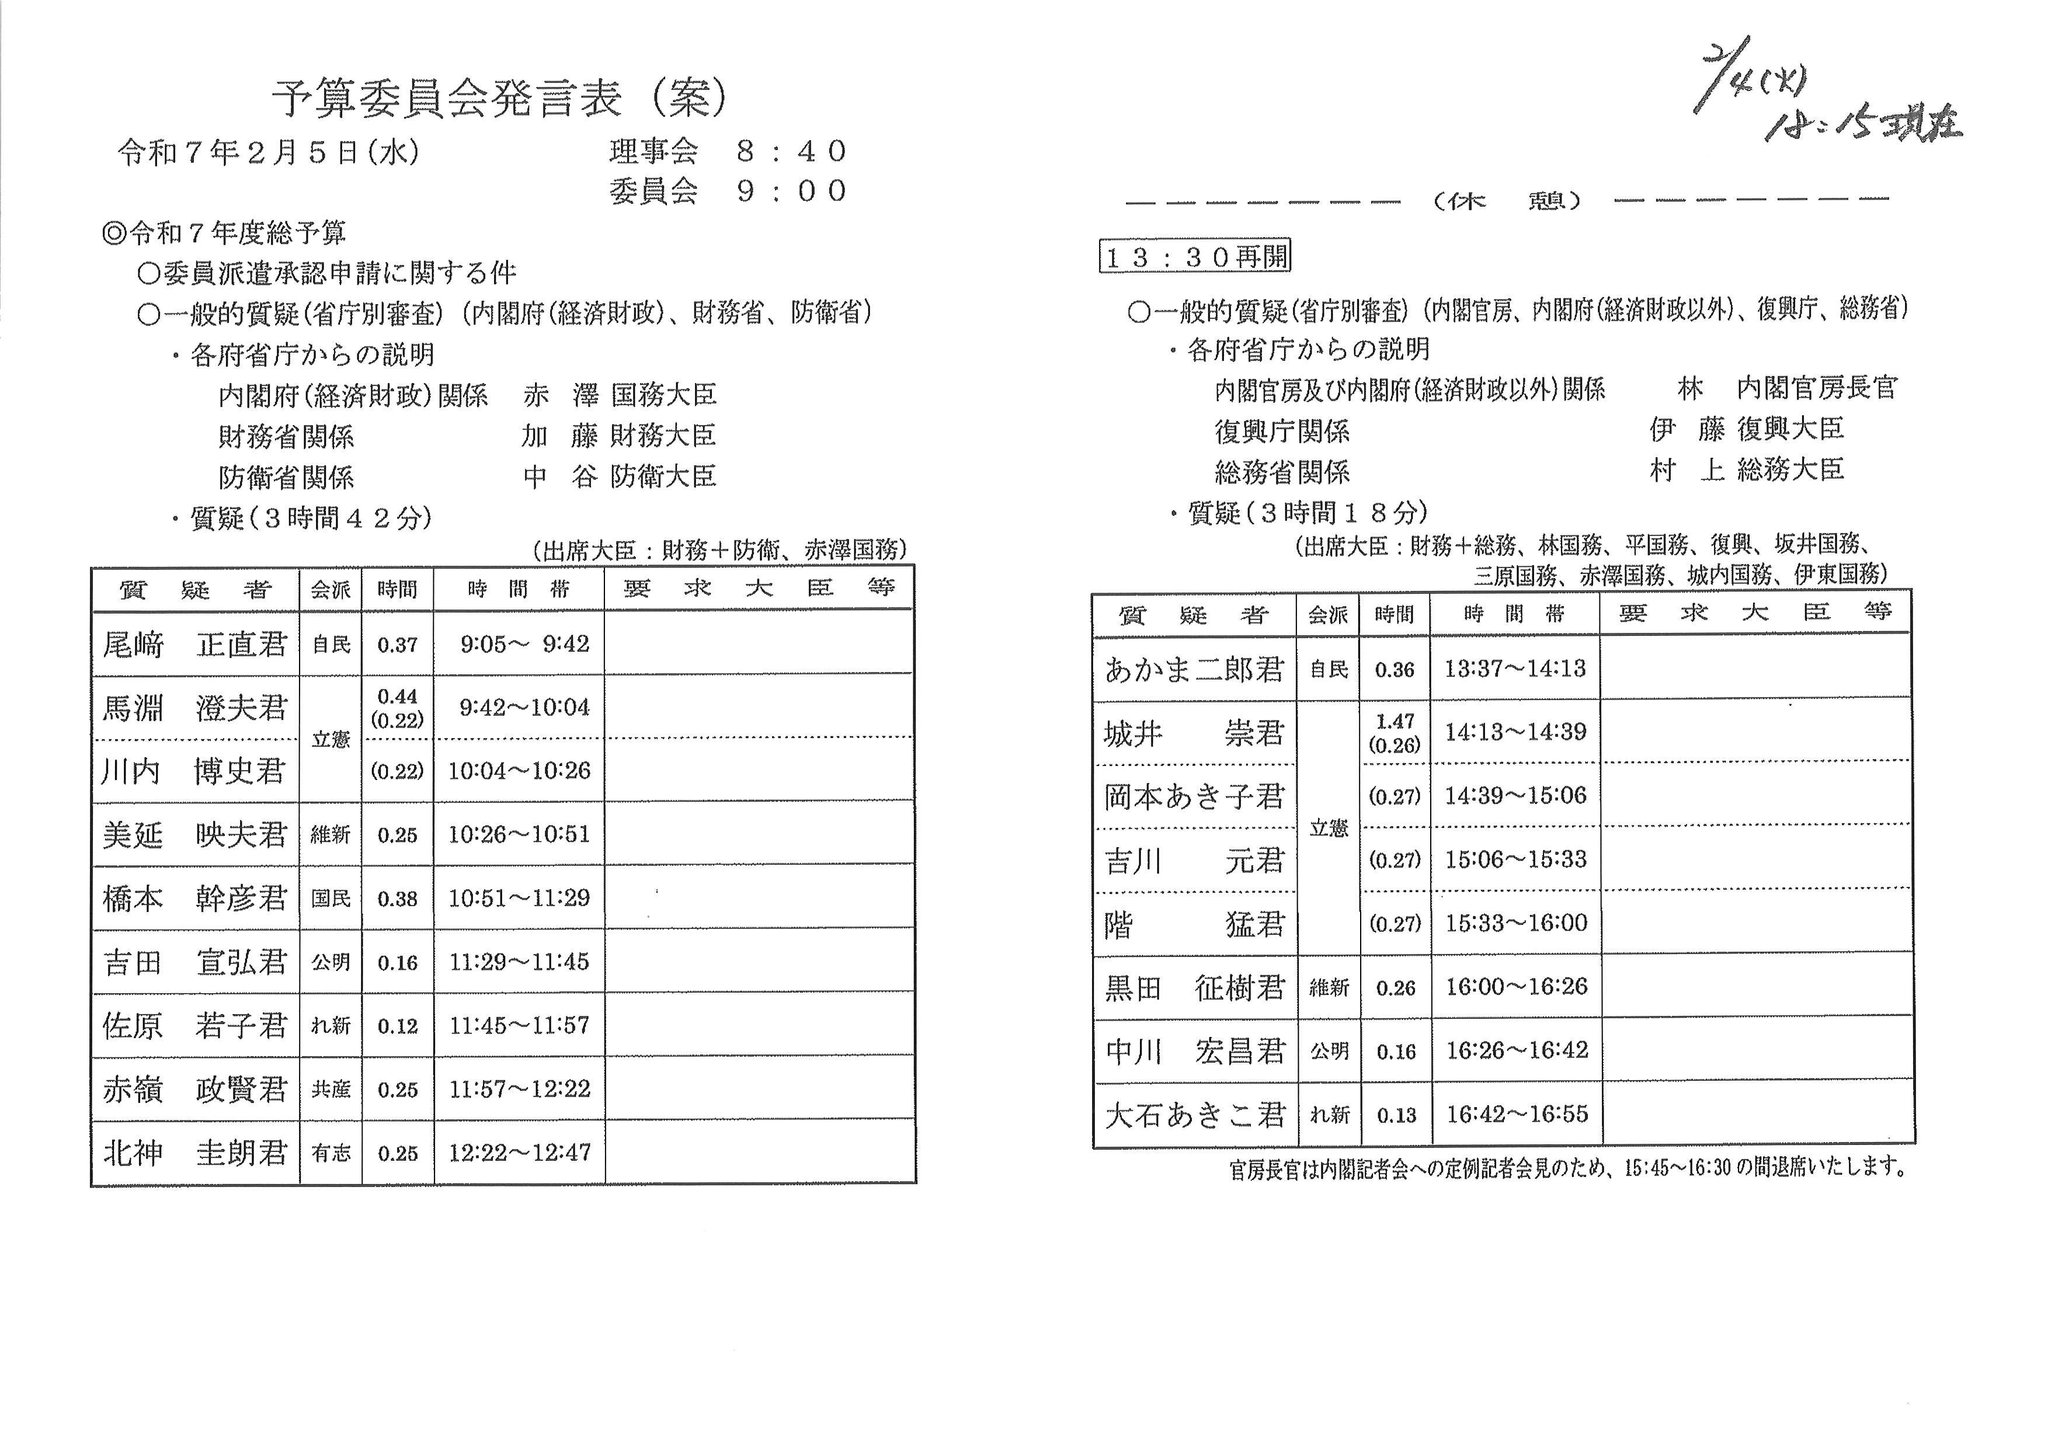 予算委員会発言表（案）
令和７年２月５日(水)
理事会　８：４０
委員会　９：００
◎令和７年度総予算
○委員派遣承認申請に関する件
○一般的質疑(省庁別審査)（内閣府(経済財政)、財務省、防衛省）
・各府省庁からの説明
内閣府(経済財政)関係　赤　澤　国務大臣
財務省関係　加　藤　財務大臣
防衛省関係　中　谷　防衛大臣
・質疑(３時間４２分)
（出席大臣：財務＋防衛、赤澤国務）
質　疑　者　会派　時間　時　間　帯　要　求　大　臣　等
尾﨑　正直君　自民　0.37　9:05～ 9:42
馬淵　澄夫君　立憲　0.44 (0.22)　9:42～10:04
川内　博史君　(0.22)　10:04～10:26
美延　映夫君　維新　0.25　10:26～10:51
橋本　幹彦君　国民　0.38　10:51～11:29
吉田　宣弘君　公明　0.16　11:29～11:45
佐原　若子君　れ新　0.12　11:45～11:57
赤嶺　政賢君　共産　0.25　11:57～12:22
北神　圭朗君　有志　0.25　12:22～12:47
2/4(火)
18:15現在
－－－－－－－（休　憩）－－－－－－－
１３：３０再開
○一般的質疑(省庁別審査)（内閣官房、内閣府(経済財政以外)、復興庁、総務省）
・各府省庁からの説明
内閣官房及び内閣府(経済財政以外)関係　林　内閣官房長官
復興庁関係　伊　藤　復興大臣
総務省関係　村　上　総務大臣
・質疑(３時間１８分)
（出席大臣：財務＋総務、林国務、平国務、復興、坂井国務、
三原国務、赤澤国務、城内国務、伊東国務）
質　疑　者　会派　時間　時　間　帯　要　求　大　臣　等
あかま二郎君　自民　0.36　13:37～14:13
城井　崇君　立憲　1.47 (0.26)　14:13～14:39
岡本あき子君　(0.27)　14:39～15:06
吉川　元君　(0.27)　15:06～15:33
階　猛君　(0.27)　15:33～16:00
黒田　征樹君　維新　0.26　16:00～16:26
中川　宏昌君　公明　0.16　16:26～16:42
大石あきこ君　れ新　0.13　16:42～16:55
官房長官は内閣記者会への定例記者会見のため、15:45～16:30の間退席いたします。